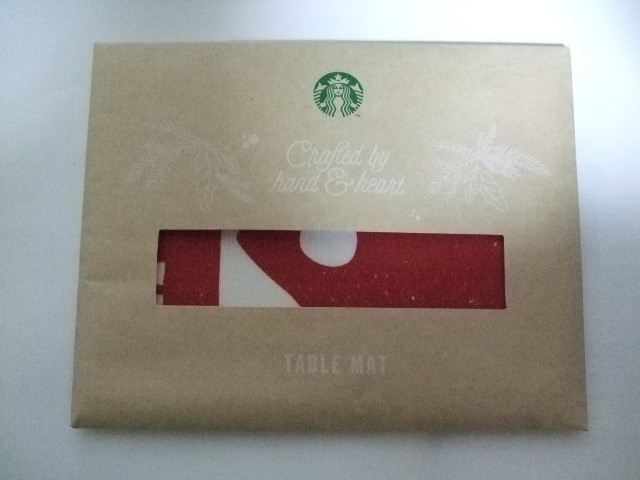 Crafted by
hand & heart.
TABLE MAT